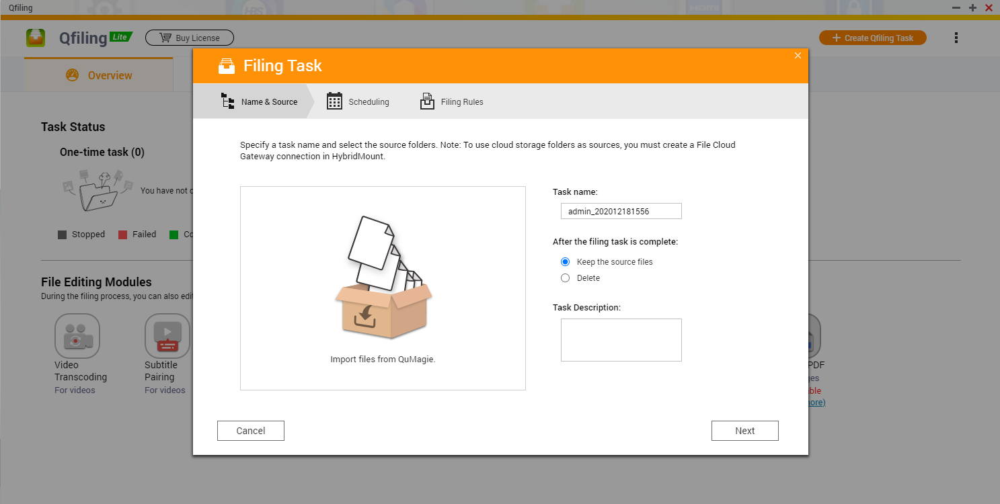 Qfiling
HBS
HDMI
Qfiling Lite
Buy License
Create Qfiling Task
Overview
Filing Task
Name & Source
Scheduling
Filing Rules
Task Status
One-time task (0)
You have not
Stopped
Failed
Co
Specify a task name and select the source folders. Note: To use cloud storage folders as sources, you must create a File Cloud
Gateway connection in HybridMount.
Import files from QuMagie.
Task name:
admin_202012181556
After the filing task is complete:
Keep the source files
Delete
Task Description:
File Editing Modules
During the filing process, you can also edit
Video
Transcoding
For videos
Subtitle
Pairing
For videos
PDF
ges
ble
ore)
Cancel
Next